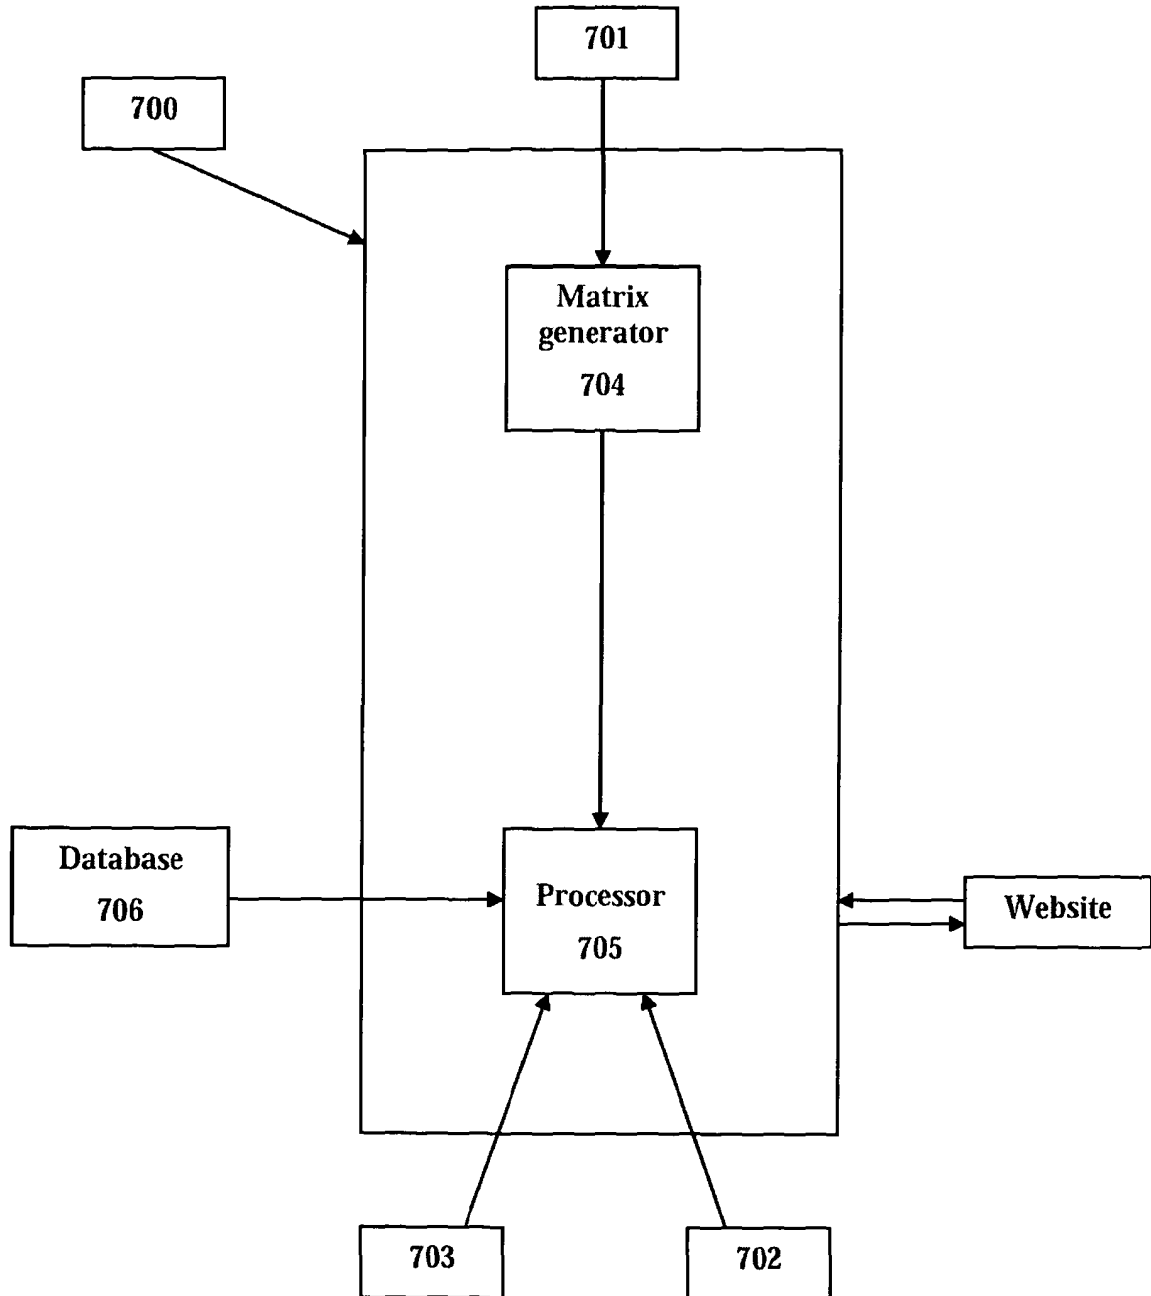 701
700
Matrix
generator
704
Database
706
Processor
705
Website
703
702